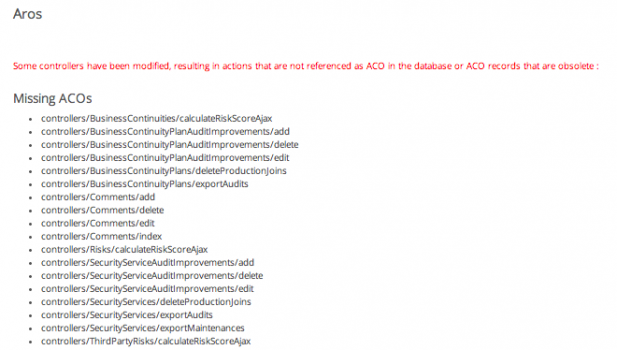 Aros
Some controllers have been modified, resulting in actions that are not referenced as ACO in the database or ACO records that are obsolete :
Missing ACOs
controllers/BusinessContinuities/calculateRiskScoreAjax
controllers/BusinessContinuityPlanAuditImprovements/add
controllers/BusinessContinuityPlanAuditImprovements/delete
controllers/BusinessContinuityPlanAuditImprovements/edit
controllers/BusinessContinuityPlans/deleteProductionJoins
controllers/BusinessContinuityPlans/exportAudits
controllers/Comments/add
controllers/Comments/delete
controllers/Comments/edit
controllers/Comments/index
controllers/Risks/calculateRiskScoreAjax
controllers/SecurityServiceAuditImprovements/add
controllers/SecurityServiceAuditImprovements/delete
controllers/SecurityServiceAuditImprovements/edit
controllers/SecurityServices/deleteProductionJoins
controllers/SecurityServices/exportAudits
controllers/SecurityServices/exportMaintenances
controllers/ThirdPartyRisks/calculateRiskScoreAjax